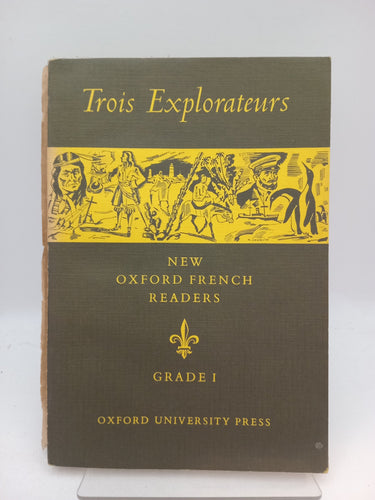 Trois Explorateurs
NEW
OXFORD FRENCH
READERS
GRADE I
OXFORD UNIVERSITY PRESS